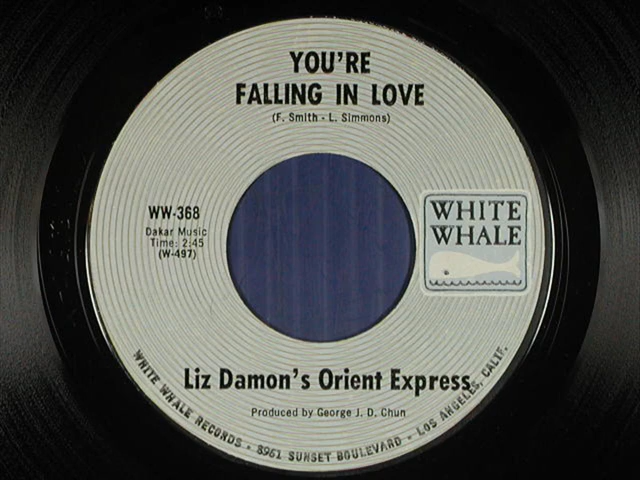 YOU'RE
FALLING IN LOVE
(F. Smith - L. Simmons)
WW-368
Dakar Music
Time: 2:45
(W-497)
WHITE
WHALE
Liz Damon's Orient Express
Produced by George J. D. Chun
WHITE WHALE RECORDS - 8961 SUNSET BOULEVARD - LOS ANGELES, CALIF.